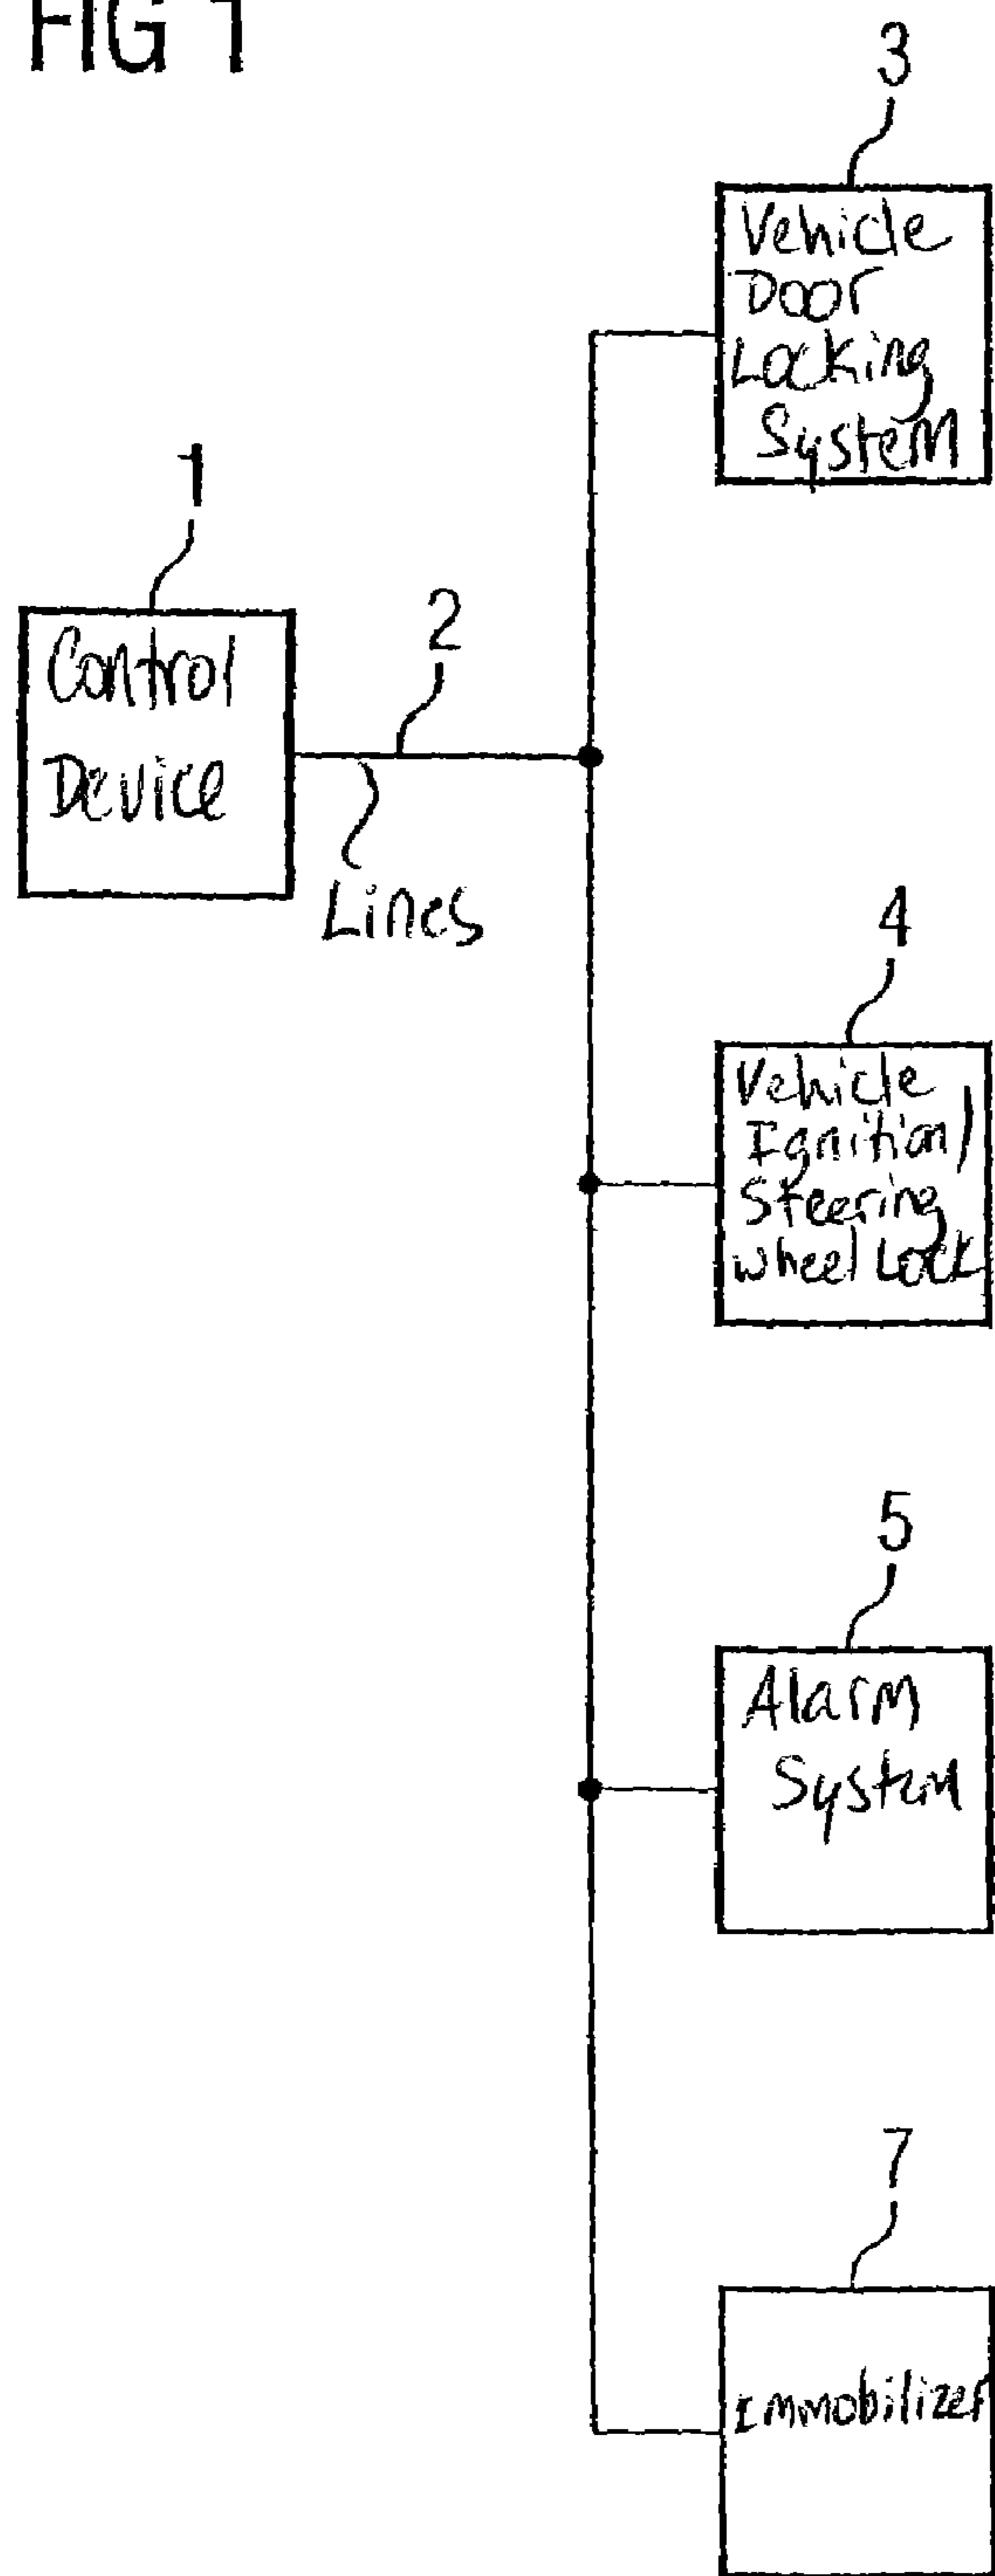 FIG 1
3
Vehicle
Door
Locking
System
1
Control
Device
2
Lines
4
Vehicle
Ignition/
Steering
wheel Lock
5
Alarm
System
7
Immobilizer